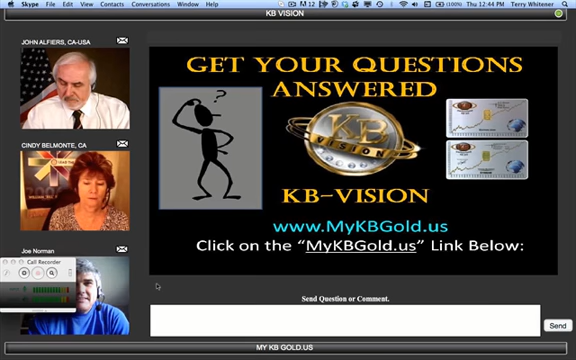 Skype File Edit View Contacts Conversations Window Help
12
(100%) Thu 12:44 PM Terry Whitener
KB VISION
JOHN ALFIERS, CA-USA
CINDY BELMONTE, CA
Joe Norman
Call Recorder
GET YOUR QUESTIONS
ANSWERED
?
KB
VISION
KB-VISION
www.MyKBGold.us
Click on the “MyKBGold.us” Link Below:
Send Question or Comment.
Send
MY KB GOLD.US